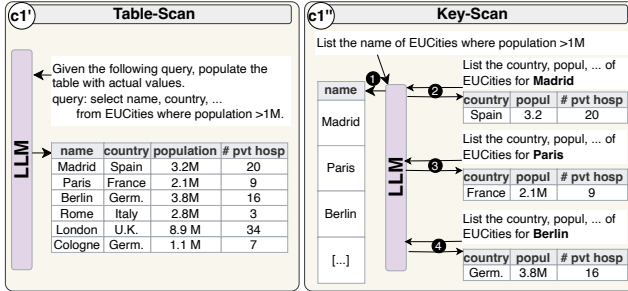 c1' Table-Scan
LLM
Given the following query, populate the
table with actual values.
query: select name, country, ...
from EUCities where population >1M.
name country population # pvt hosp
Madrid Spain 3.2M 20
Paris France 2.1M 9
Berlin Germ. 3.8M 16
Rome Italy 2.8M 3
London U.K. 8.9 M 34
Cologne Germ. 1.1 M 7
c1'' Key-Scan
List the name of EUCities where population >1M
1
name
Madrid
Paris
Berlin
[...]
LLM
List the country, popul, ... of
EUCities for Madrid
2
country popul # pvt hosp
Spain 3.2 20
List the country, popul, ... of
EUCities for Paris
3
country popul # pvt hosp
France 2.1M 9
List the country, popul, ... of
EUCities for Berlin
4
country popul # pvt hosp
Germ. 3.8M 16